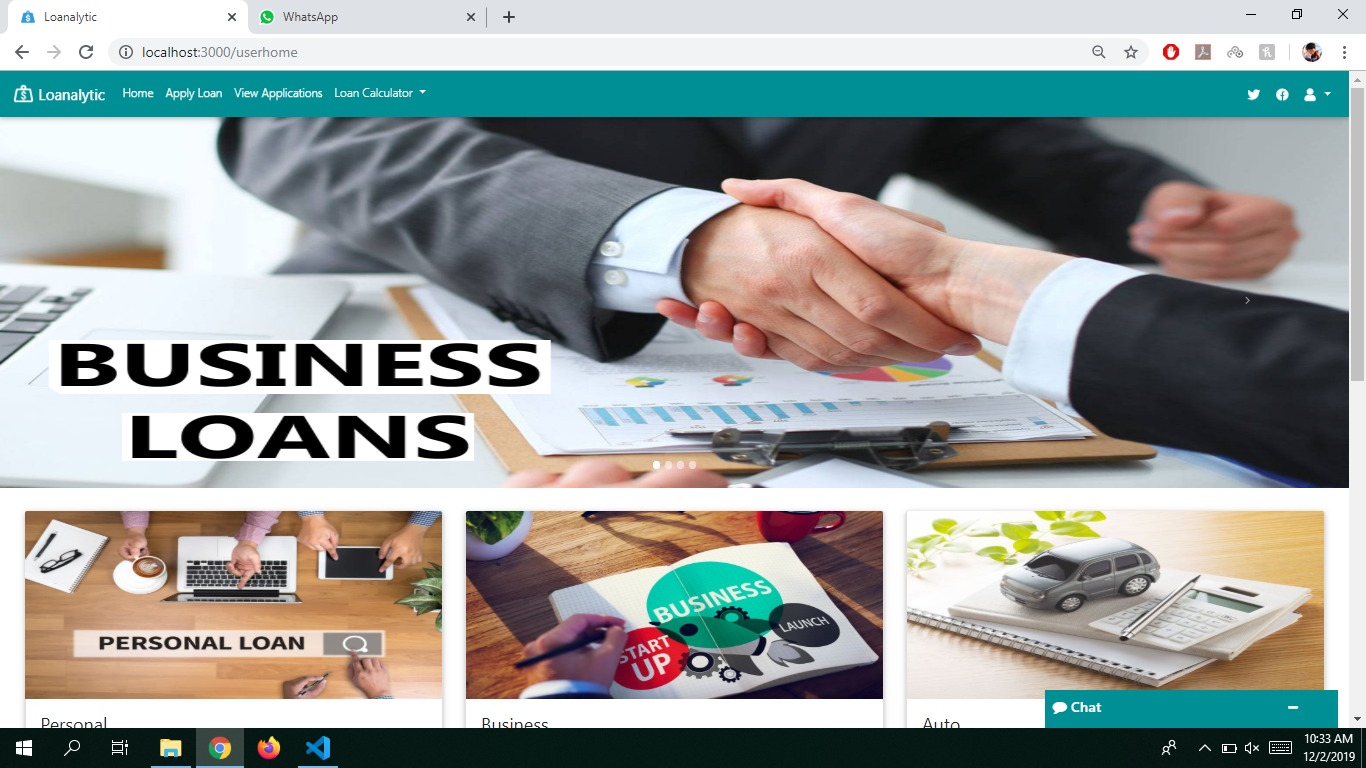 Loanalytic
WhatsApp
localhost:3000/userhome
Loanalytic Home Apply Loan View Applications Loan Calculator
BUSINESS
LOANS
PERSONAL LOAN
BUSINESS
LAUNCH
START
UP
Personal
Business
Auto
Chat
10:33 AM
12/2/2019